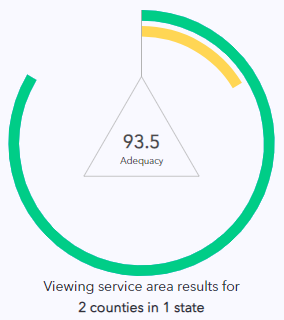 93.5
Adequacy
Viewing service area results for
2 counties in 1 state